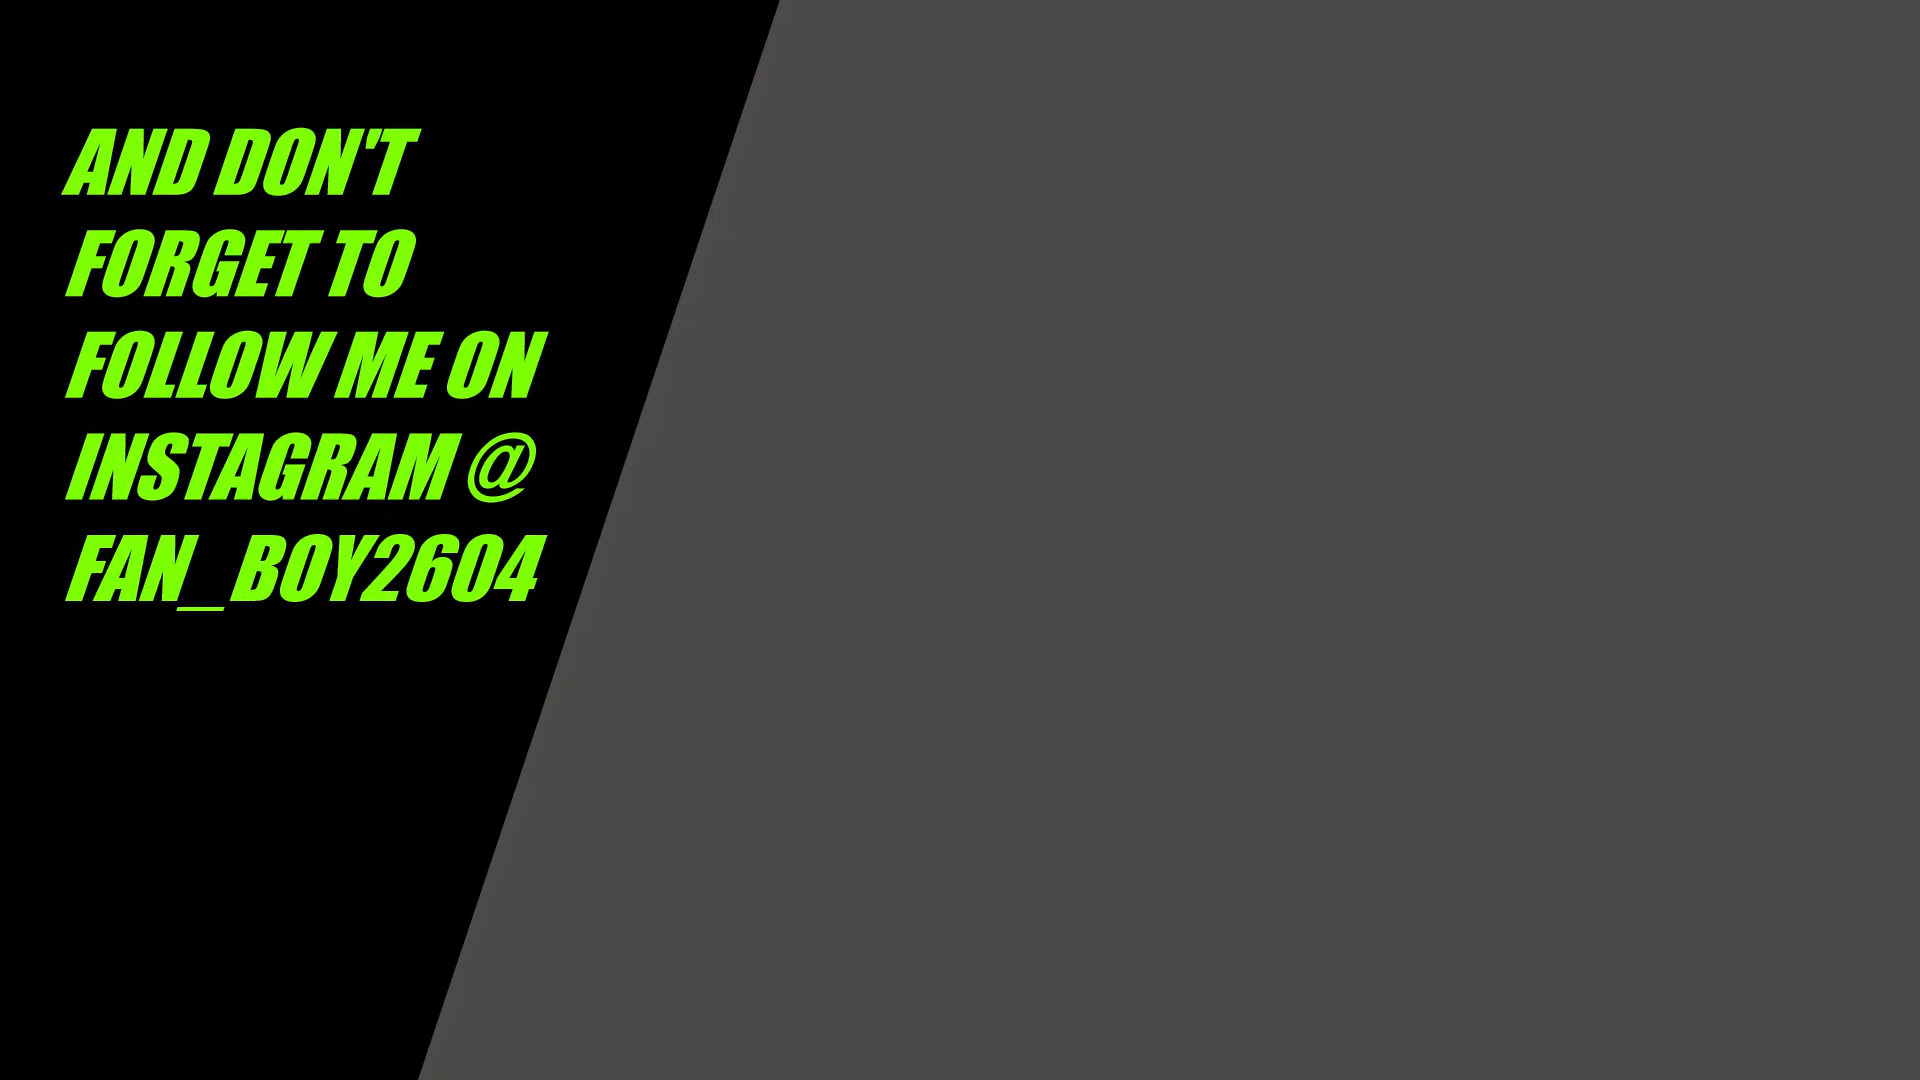 AND DON'T
FORGET TO
FOLLOW ME ON
INSTAGRAM @
FAN_BOY2604